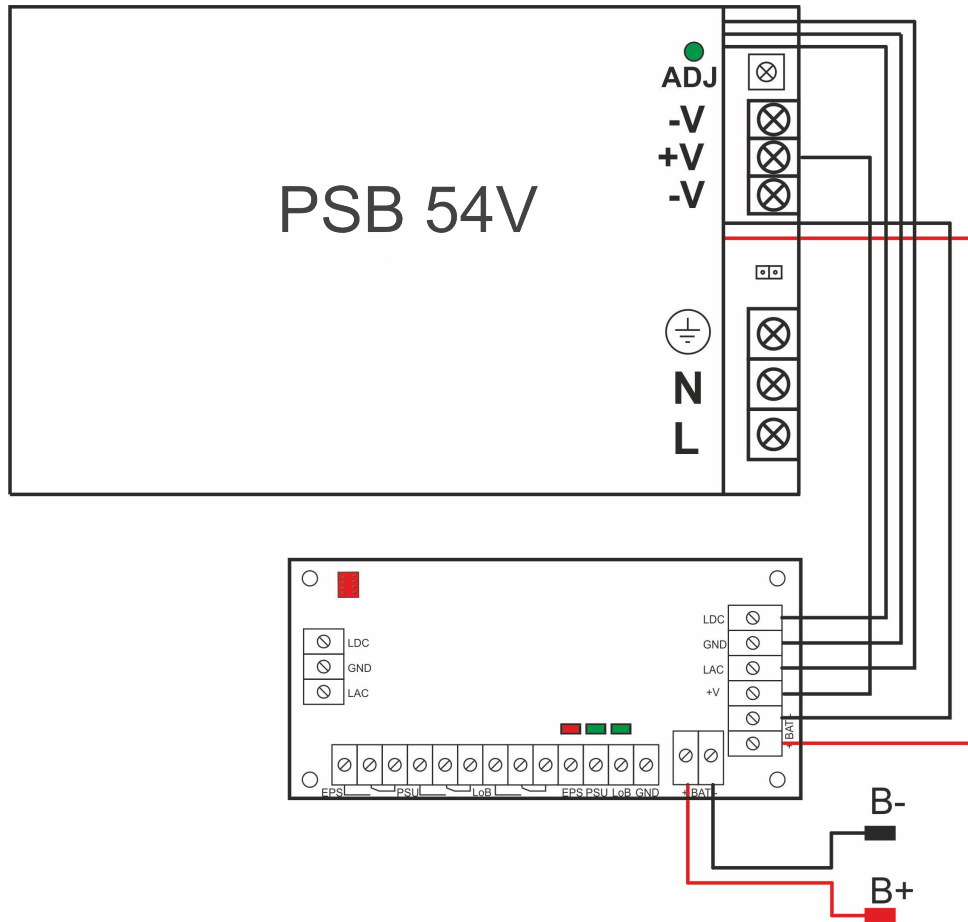 ADJ
-V
+V
-V
PSB 54V
N
L
LDC
GND
LAC
+V
- BAT +
LDC
GND
LAC
EPS PSU LoB EPS PSU LoB GND + BAT -
B-
B+